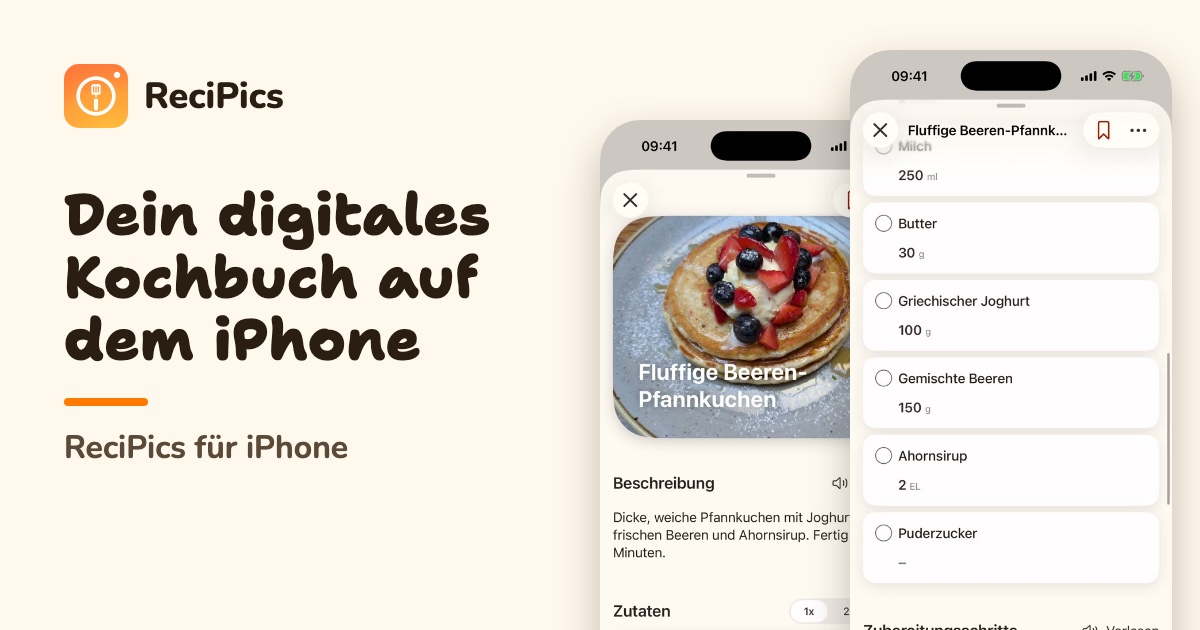 ReciPics
Dein digitales
Kochbuch auf
dem iPhone
ReciPics für iPhone
09:41
Fluffige Beeren-
Pfannkuchen
Beschreibung
Dicke, weiche Pfannkuchen mit
frischen Beeren und Ahornsirup. Fertig
Minuten.
Zutaten
1x
2
09:41
Fluffige Beeren-Pfannk...
Milch
250 ml
Butter
30 g
Griechischer Joghurt
100 g
Gemischte Beeren
150 g
Ahornsirup
2 EL
Puderzucker
–